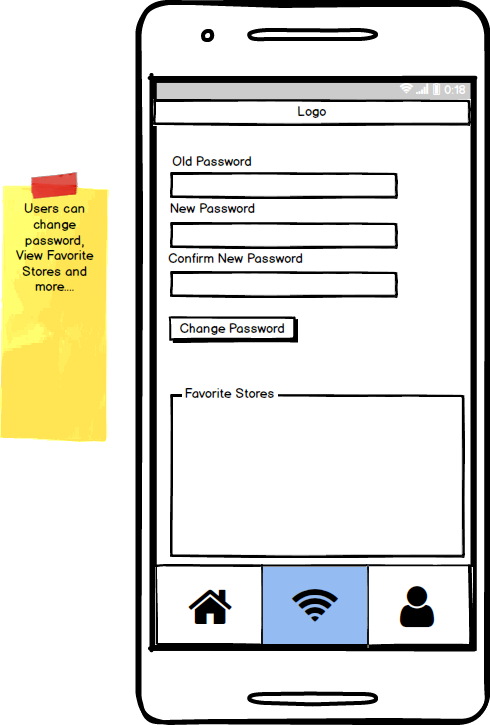 0:18
Logo
Users can
change
password,
View Favorite
Stores and
more....
Old Password
New Password
Confirm New Password
Change Password
Favorite Stores